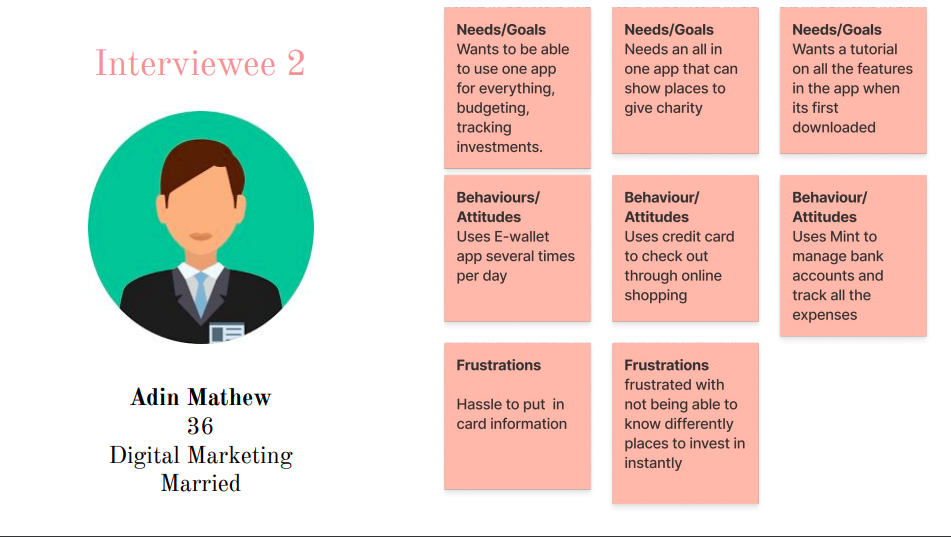 Interviewee 2
Adin Mathew
36
Digital Marketing
Married
Needs/Goals
Wants to be able
to use one app
for everything,
budgeting,
tracking
investments.
Needs/Goals
Needs an all in
one app that can
show places to
give charity
Needs/Goals
Wants a tutorial
on all the features
in the app when
its first
downloaded
Behaviours/
Attitudes
Uses E-wallet
app several times
per day
Behaviour/
Attitudes
Uses credit card
to check out
through online
shopping
Behaviour/
Attitudes
Uses Mint to
manage bank
accounts and
track all the
expenses
Frustrations
Hassle to put in
card information
Frustrations
frustrated with
not being able to
know differently
places to invest in
instantly